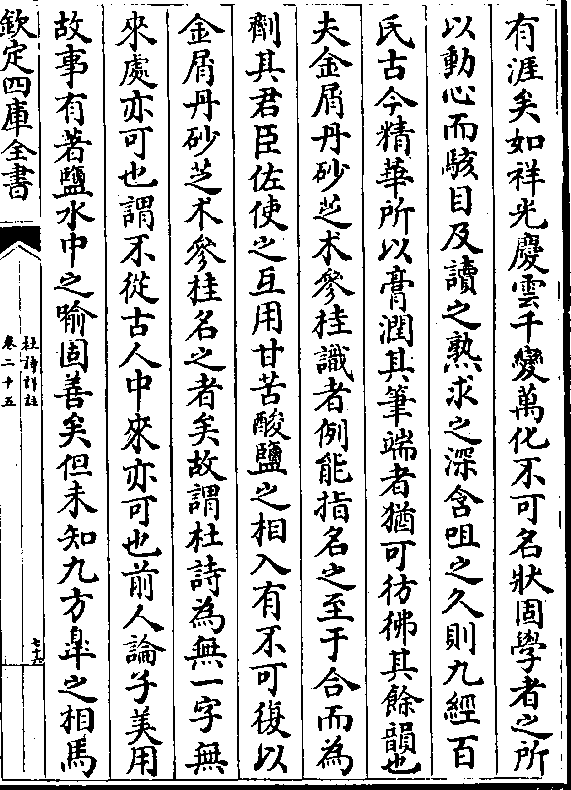 有涯矣如祥光慶雲千變萬化不可名狀固學者之所
以動心而駭目及讀之熟求之深含咀之久則九經百
氏古今精華所以膏潤其筆端者猶可彷彿其餘韻也
夫金屑丹砂芝术參桂識者例能指名之至于合而為
劑其君臣佐使之互用甘苦酸鹽之相入有不可復以
金屑丹砂芝术參桂名之者矣故謂杜詩為無一字無
來處亦可也謂不從古人中來亦可也前人論子美用
故事有著鹽水中之喻固善矣但未知九方臯之相馬
欽定四庫全書
杜詩詳註
卷二十五
七十九